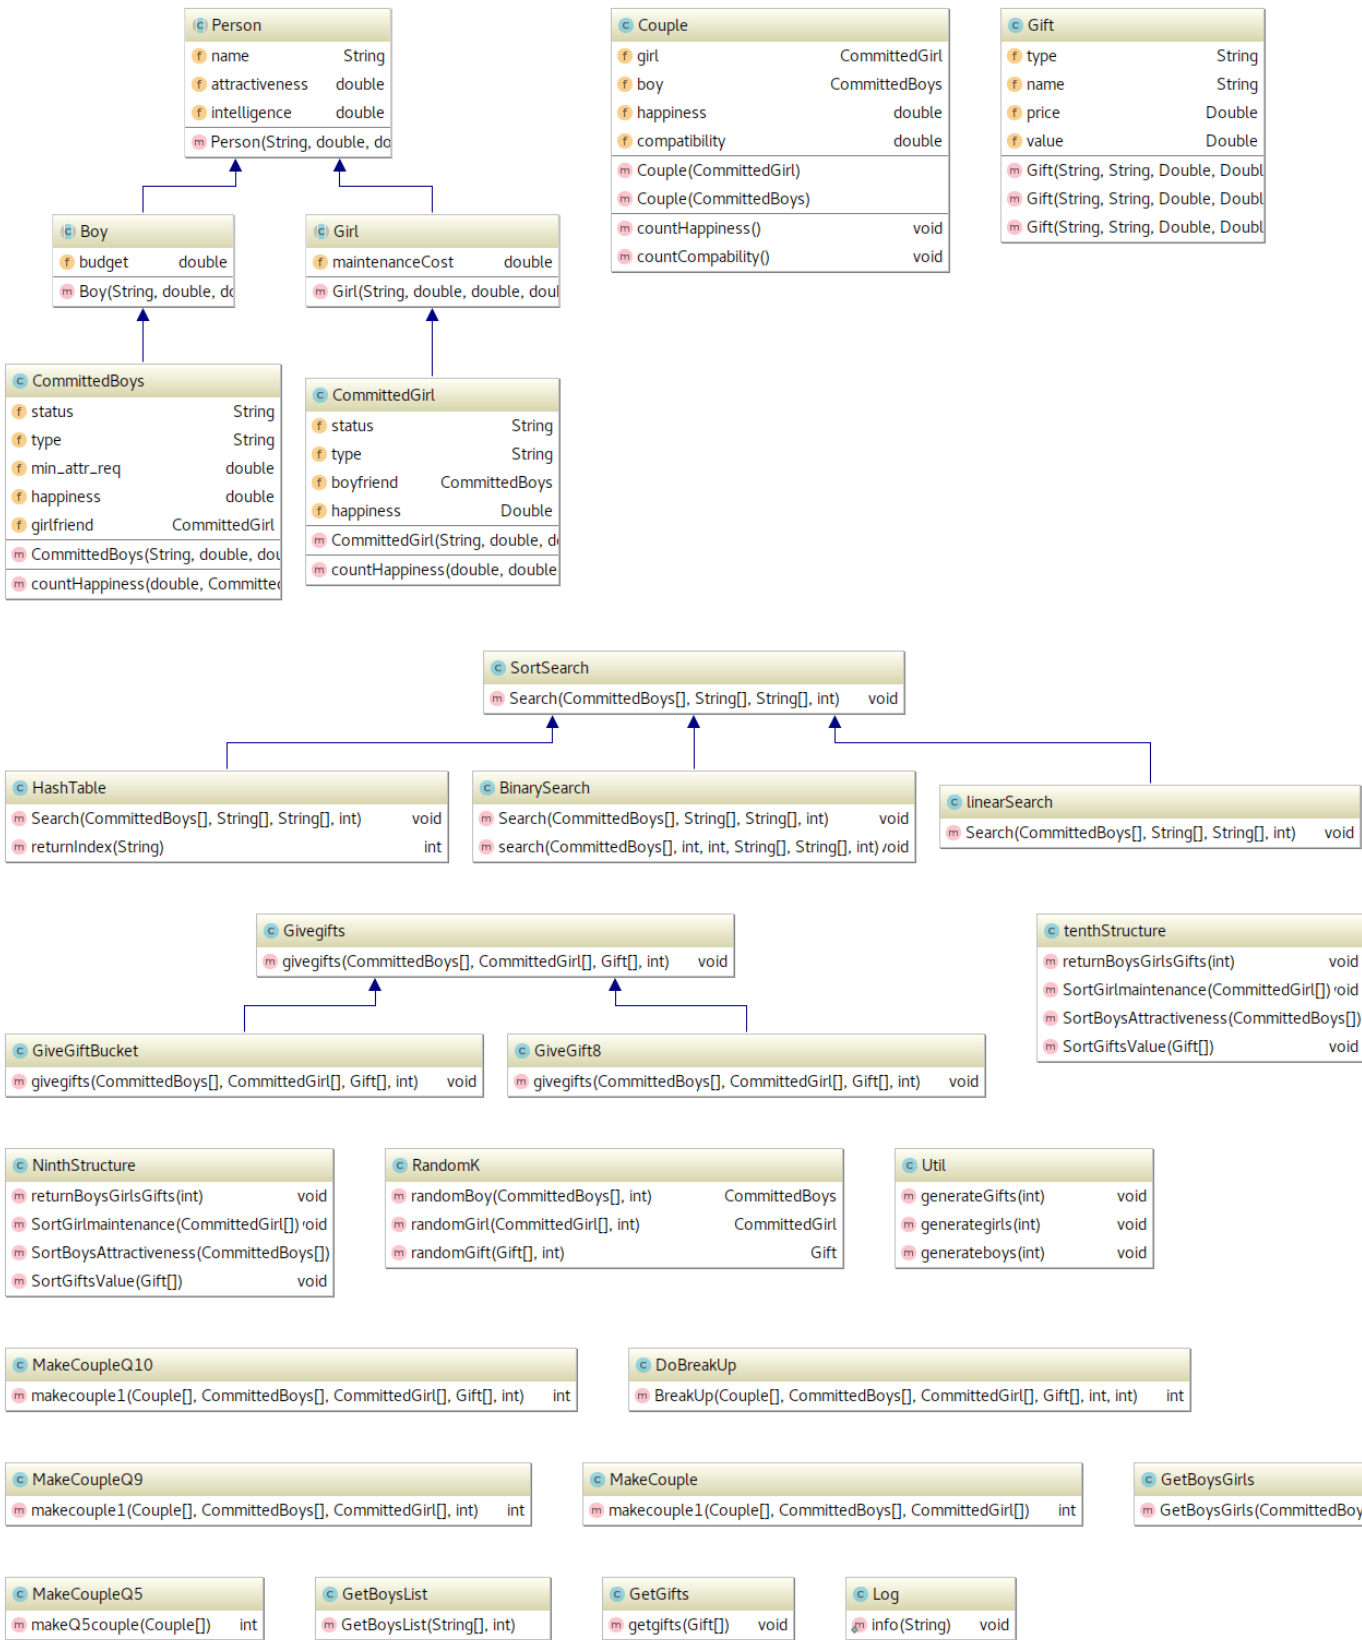 Person
name String
attractiveness double
intelligence double
Person(String, double, do
Couple
girl CommittedGirl
boy CommittedBoys
happiness double
compatibility double
Couple(CommittedGirl)
Couple(CommittedBoys)
countHappiness() void
countCompability() void
Gift
type String
name String
price Double
value Double
Gift(String, String, Double, Doubl
Gift(String, String, Double, Doubl
Gift(String, String, Double, Doubl
Boy
budget double
Boy(String, double, do
Girl
maintenanceCost double
Girl(String, double, double, doul
CommittedBoys
status String
type String
min_attr_req double
happiness double
girlfriend CommittedGirl
CommittedBoys(String, double, dou
countHappiness(double, Committed
CommittedGirl
status String
type String
boyfriend CommittedBoys
happiness Double
CommittedGirl(String, double, do
countHappiness(double, double
SortSearch
Search(CommittedBoys[], String[], String[], int) void
HashTable
Search(CommittedBoys[], String[], String[], int) void
returnIndex(String) int
BinarySearch
Search(CommittedBoys[], String[], String[], int) void
search(CommittedBoys[], int, int, String[], String[], int) void
linearSearch
Search(CommittedBoys[], String[], String[], int) void
Givegifts
givegifts(CommittedBoys[], CommittedGirl[], Gift[], int) void
tenthStructure
returnBoysGirlsGifts(int) void
SortGirlmaintenance(CommittedGirl[]) void
SortBoysAttractiveness(CommittedBoys[])
SortGiftsValue(Gift[]) void
GiveGiftBucket
givegifts(CommittedBoys[], CommittedGirl[], Gift[], int) void
GiveGift8
givegifts(CommittedBoys[], CommittedGirl[], Gift[], int) void
NinthStructure
returnBoysGirlsGifts(int) void
SortGirlmaintenance(CommittedGirl[]) void
SortBoysAttractiveness(CommittedBoys[])
SortGiftsValue(Gift[]) void
RandomK
randomBoy(CommittedBoys[], int) CommittedBoys
randomGirl(CommittedGirl[], int) CommittedGirl
randomGift(Gift[], int) Gift
Util
generateGifts(int) void
generategirls(int) void
generateboys(int) void
MakeCoupleQ10
makecouple1(Couple[], CommittedBoys[], CommittedGirl[], Gift[], int) int
DoBreakUp
BreakUp(Couple[], CommittedBoys[], CommittedGirl[], Gift[], int, int) int
MakeCoupleQ9
makecouple1(Couple[], CommittedBoys[], CommittedGirl[], int) int
MakeCouple
makecouple1(Couple[], CommittedBoys[], CommittedGirl[]) int
GetBoysGirls
GetBoysGirls(CommittedBoy
MakeCoupleQ5
makeQ5couple(Couple[]) int
GetBoysList
GetBoysList(String[], int)
GetGifts
getgifts(Gift[]) void
Log
info(String) void